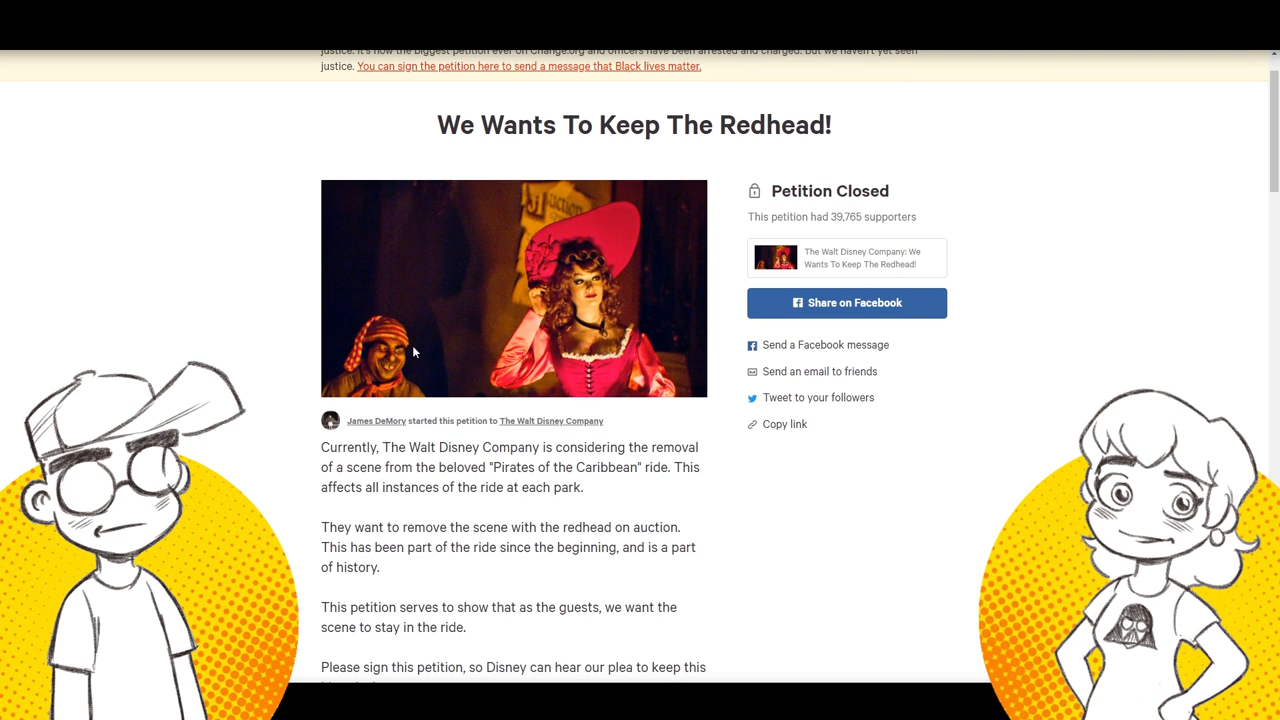 justice. It's now the biggest petition ever on Change.org and officers have been arrested and charged. But we haven't yet seen
justice. You can sign the petition here to send a message that Black lives matter.
We Wants To Keep The Redhead!
Petition Closed
This petition had 39,765 supporters
The Walt Disney Company: We
Wants To Keep The Redhead!
Share on Facebook
Send a Facebook message
Send an email to friends
Tweet to your followers
Copy link
James DeMory started this petition to The Walt Disney Company
Currently, The Walt Disney Company is considering the removal
of a scene from the beloved "Pirates of the Caribbean" ride. This
affects all instances of the ride at each park.
They want to remove the scene with the redhead on auction.
This has been part of the ride since the beginning, and is a part
of history.
This petition serves to show that as the guests, we want the
scene to stay in the ride.
Please sign this petition, so Disney can hear our plea to keep this